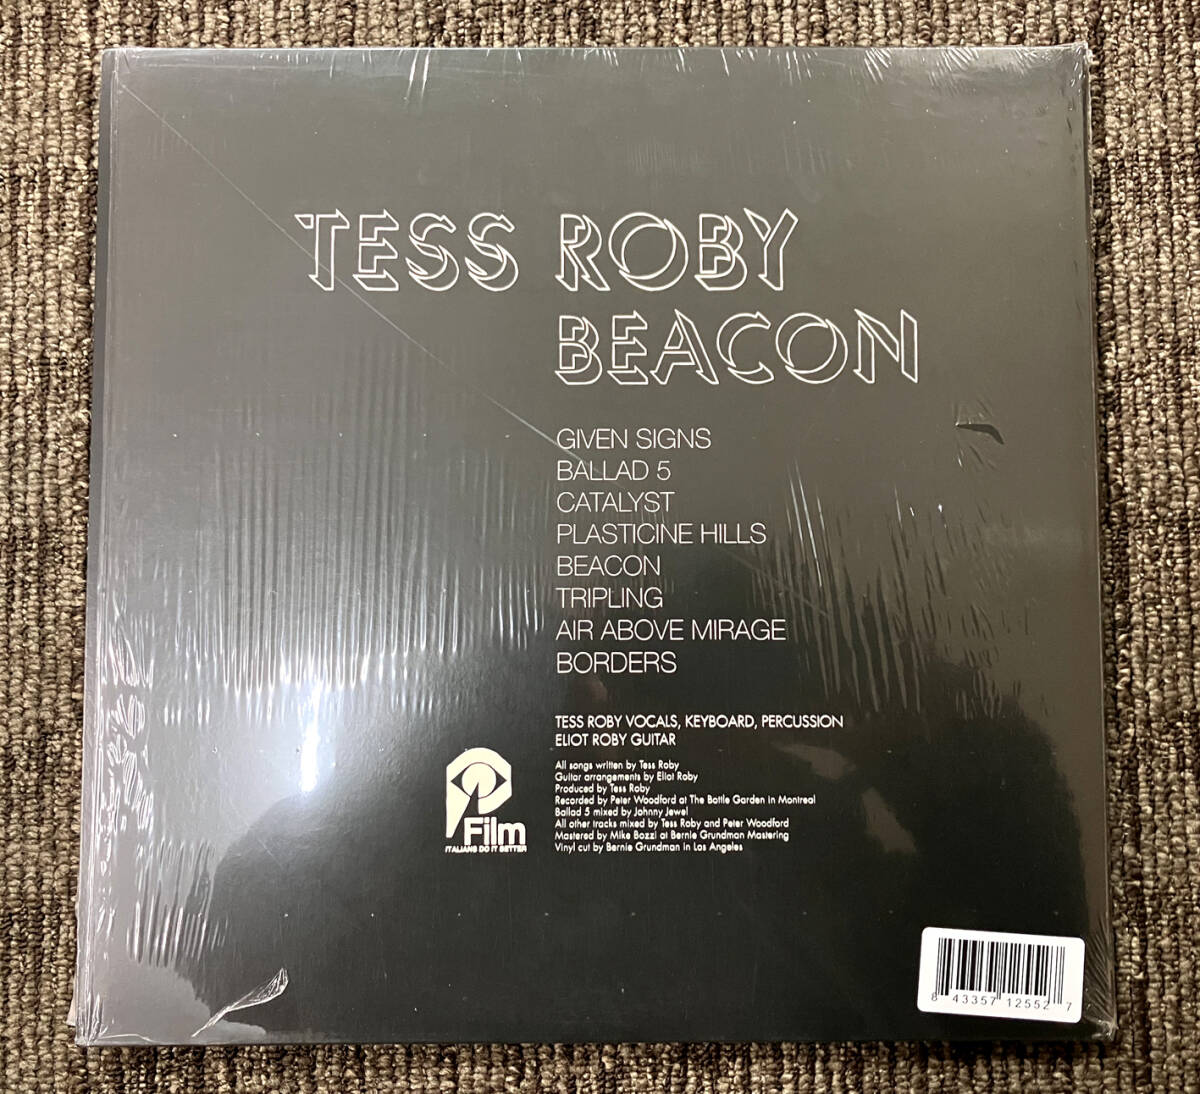 TESS ROBY
BEACON
GIVEN SIGNS
BALLAD 5
CATALYST
PLASTICINE HILLS
BEACON
TRIPLING
AIR ABOVE MIRAGE
BORDERS
TESS ROBY VOCALS, KEYBOARD, PERCUSSION
ELIOT ROBY GUITAR
All songs written by Tess Roby
Guitar arrangements by Eliot Roby
Produced by Tess Roby
Recorded by Peter Woodford at The Bottle Garden in Montreal
Ballad 5 mixed by Johnny Jewel
All other tracks mixed by Tess Roby and Peter Woodford
Mastered by Mike Bozzi at Bernie Grundman Mastering
Vinyl cut by Bernie Grundman in Los Angeles
Film
ITALIANS DO IT BETTER
8 43357 12552 7